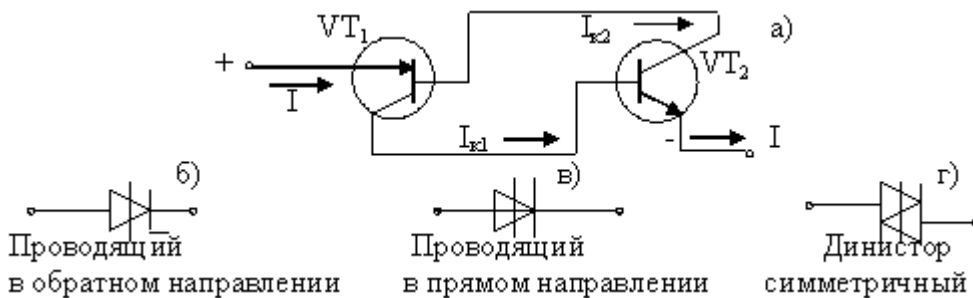 VT₁
Iк2
а)
+
VT₂
I
Iк1
-
I
б)
в)
г)
Проводящий
в обратном направлении
Проводящий
в прямом направлении
Динистор
симметричный